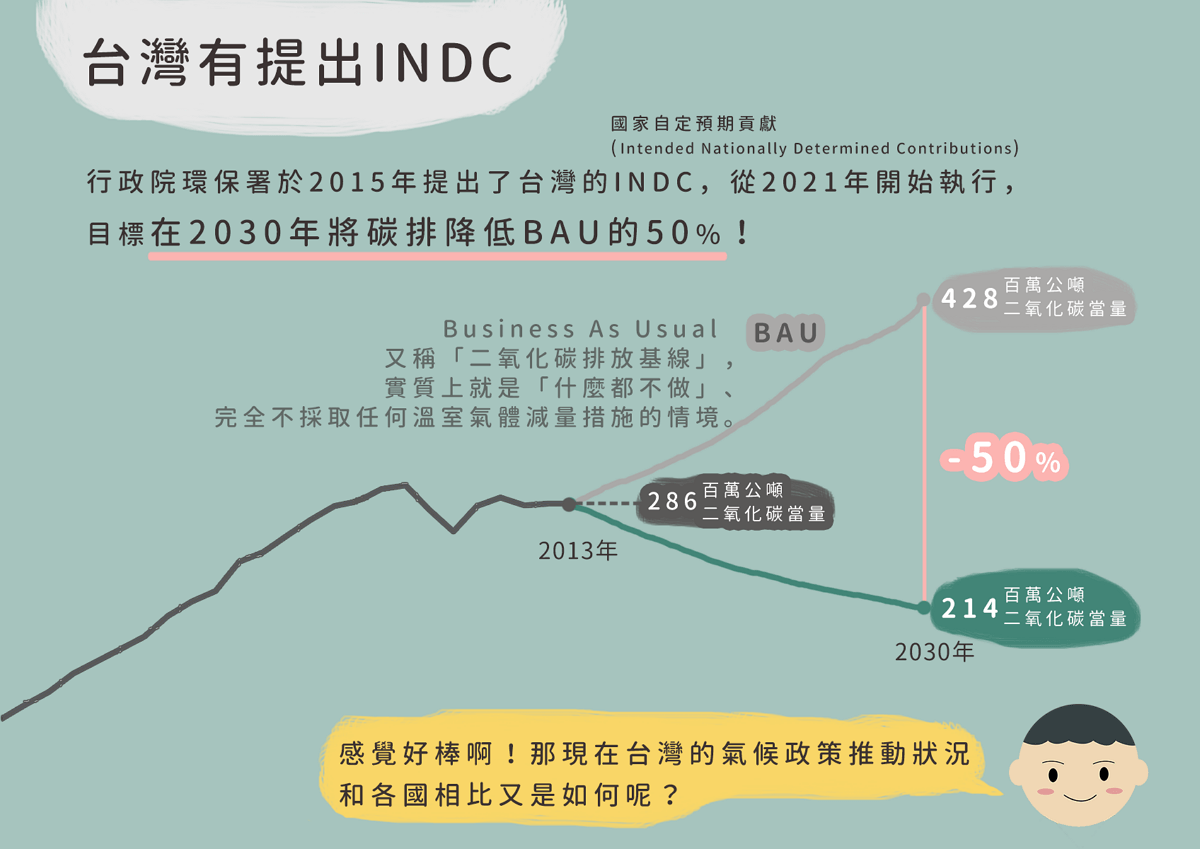 台灣有提出INDC
國家自定預期貢獻
(Intended Nationally Determined Contributions)
行政院環保署於2015年提出了台灣的INDC，從2021年開始執行，
目標在2030年將碳排降低BAU的50%！
428百萬公噸
二氧化碳當量
Business As Usual
BAU
又稱「二氧化碳排放基線」，
實質上就是「什麼都不做」、
完全不採取任何溫室氣體減量措施的情境。
-50%
286百萬公噸
二氧化碳當量
2013年
214百萬公噸
二氧化碳當量
2030年
感覺好棒啊！那現在台灣的氣候政策推動狀況
和各國相比又是如何呢？